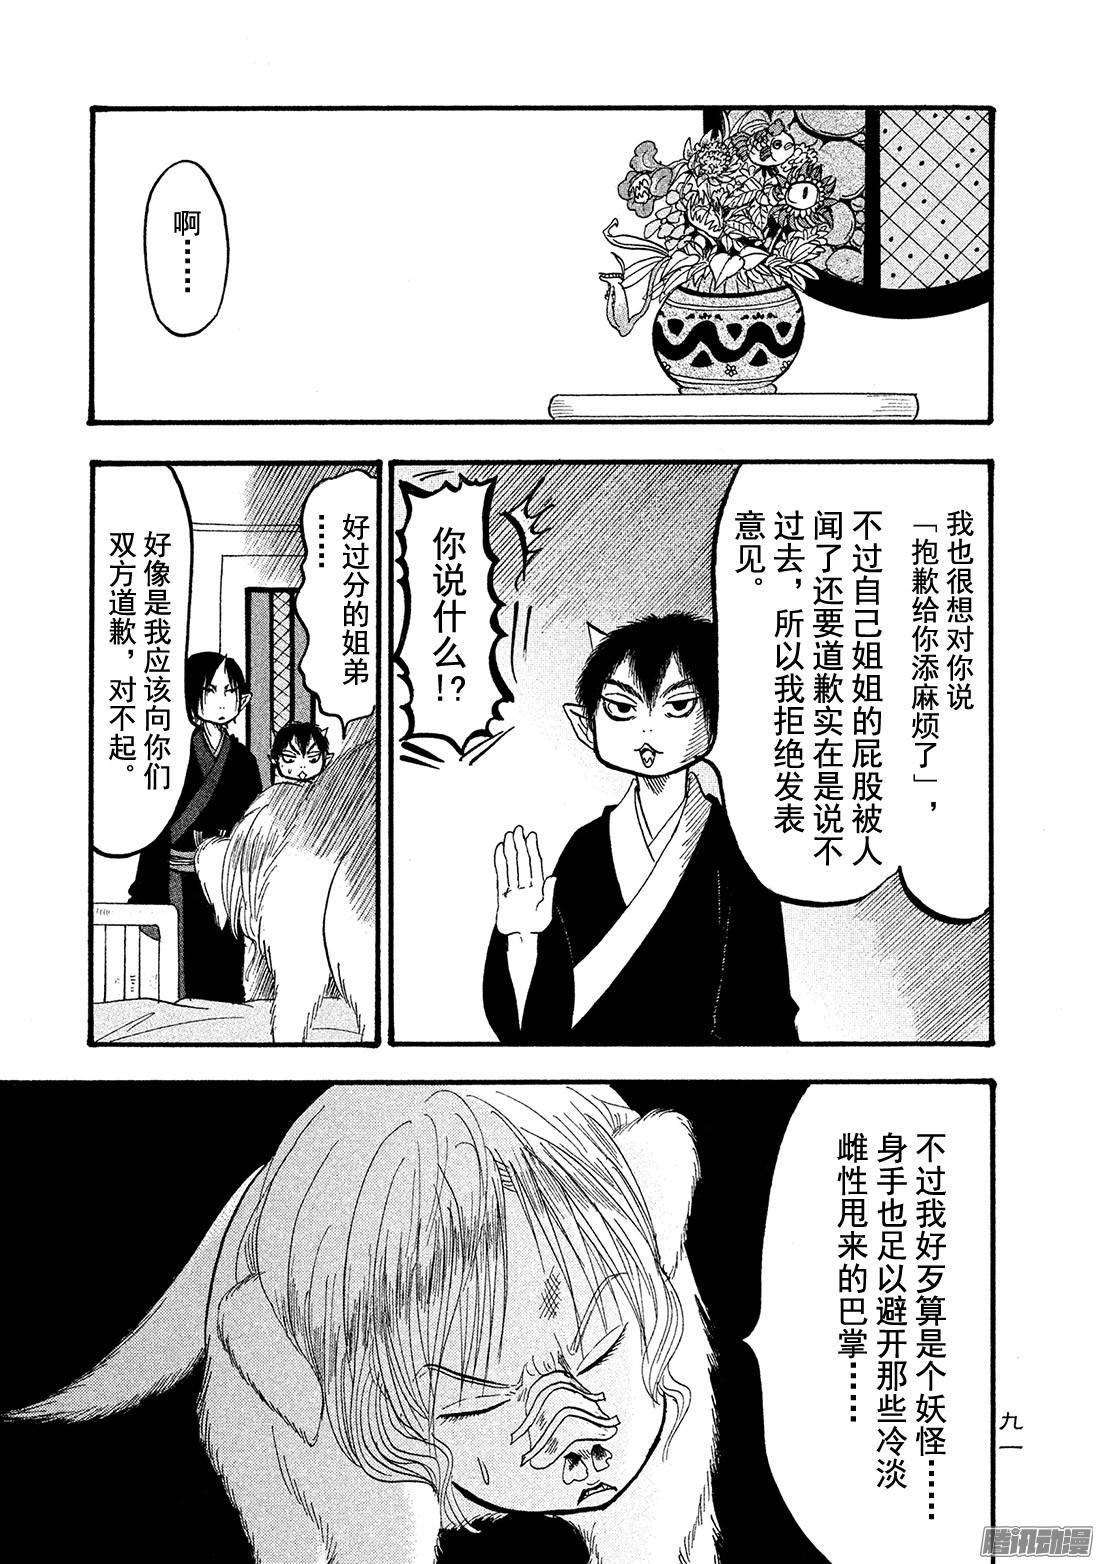 啊……
我也很想对你说
「抱歉给你添麻烦了」，
不过自己姐姐的屁股被人
闻了还要道歉实在是说不
过去，所以我拒绝发表
意见。
你说什么!?
好过分的姐弟
……
好像是我应该向你们
双方道歉，对不起。
不过我好歹算是个妖怪……
身手也足以避开那些冷淡
雌性甩来的巴掌……
九一
腾讯动漫